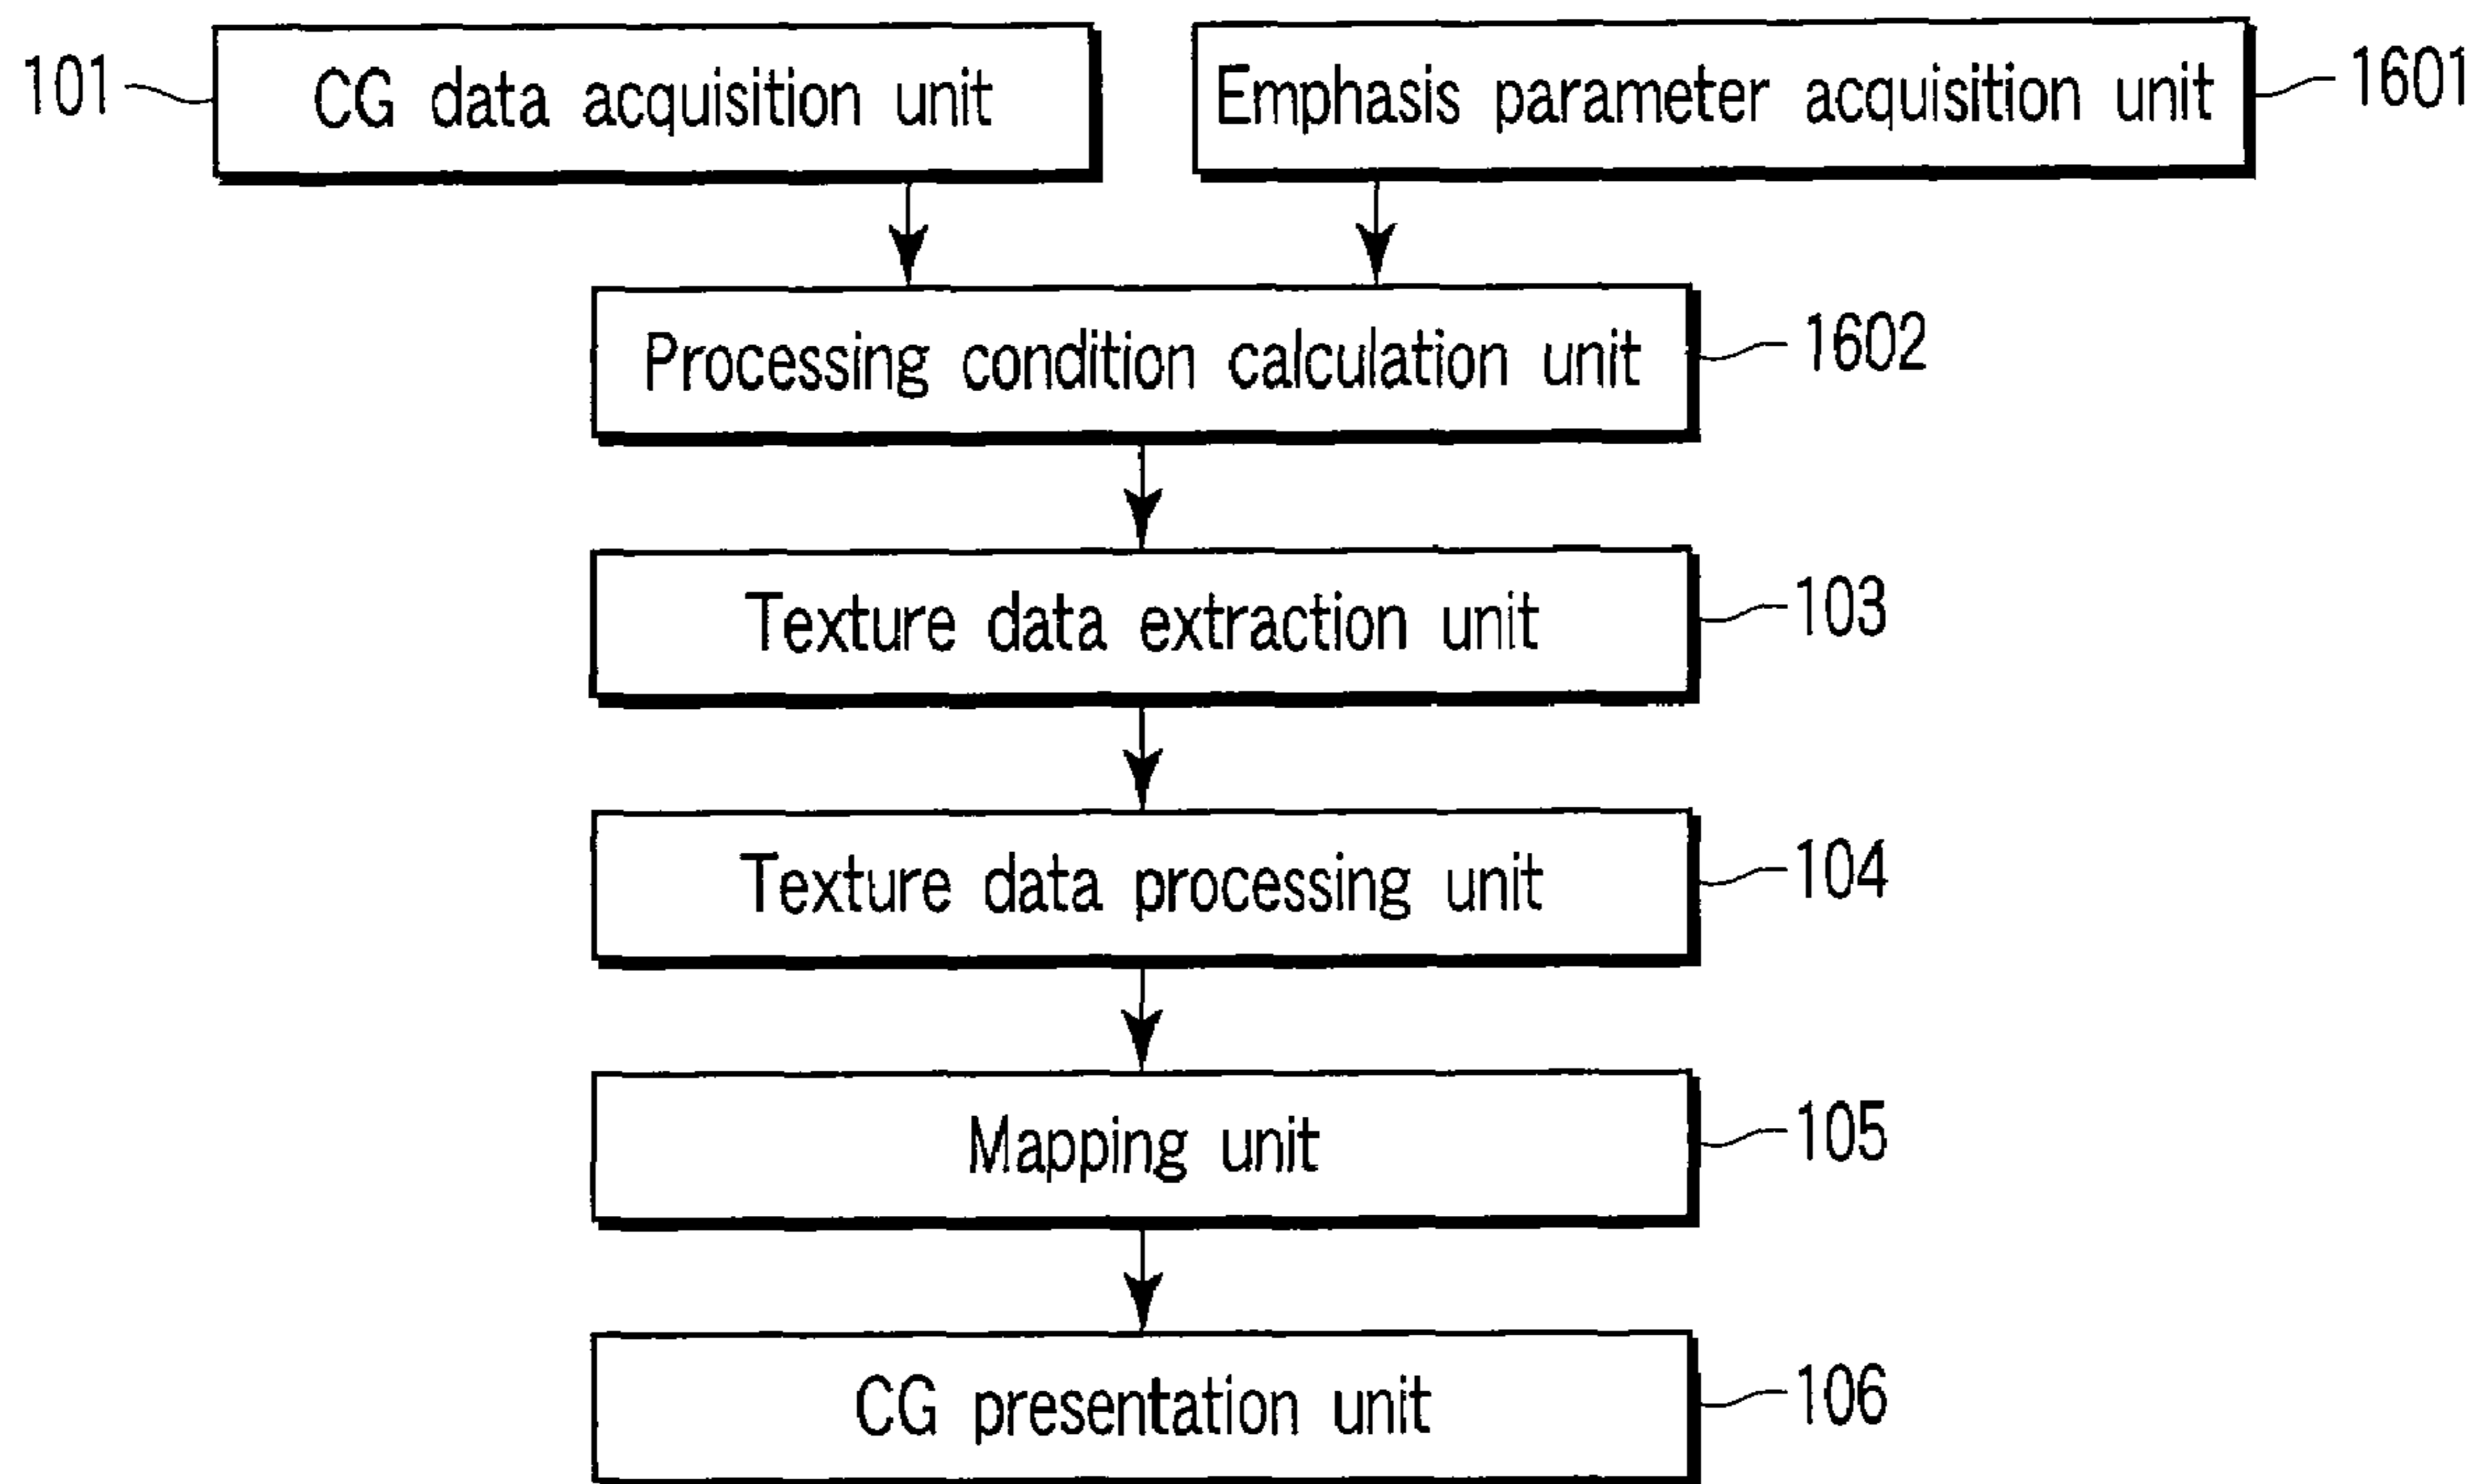 101 CG data acquisition unit Emphasis parameter acquisition unit 1601
Processing condition calculation unit 1602
Texture data extraction unit 103
Texture data processing unit 104
Mapping unit 105
CG presentation unit 106